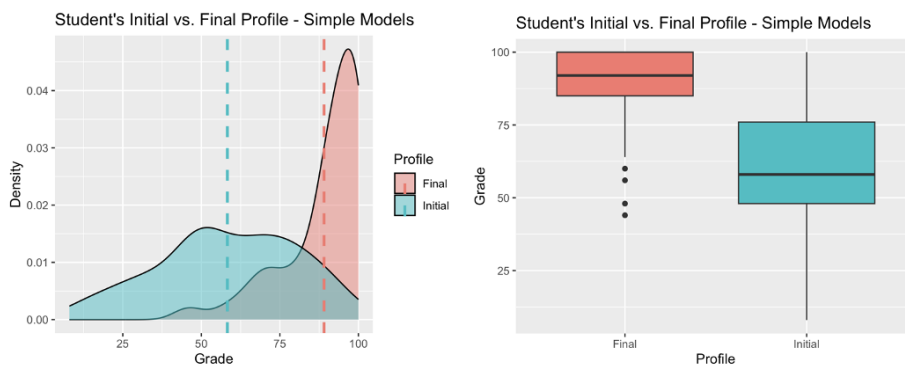 Student's Initial vs. Final Profile - Simple Models
0.04
0.03
0.02
0.01
0.00
Density
25
50
75
100
Grade
Profile
Final
Initial
Student's Initial vs. Final Profile - Simple Models
100
75
50
25
Grade
Final
Initial
Profile